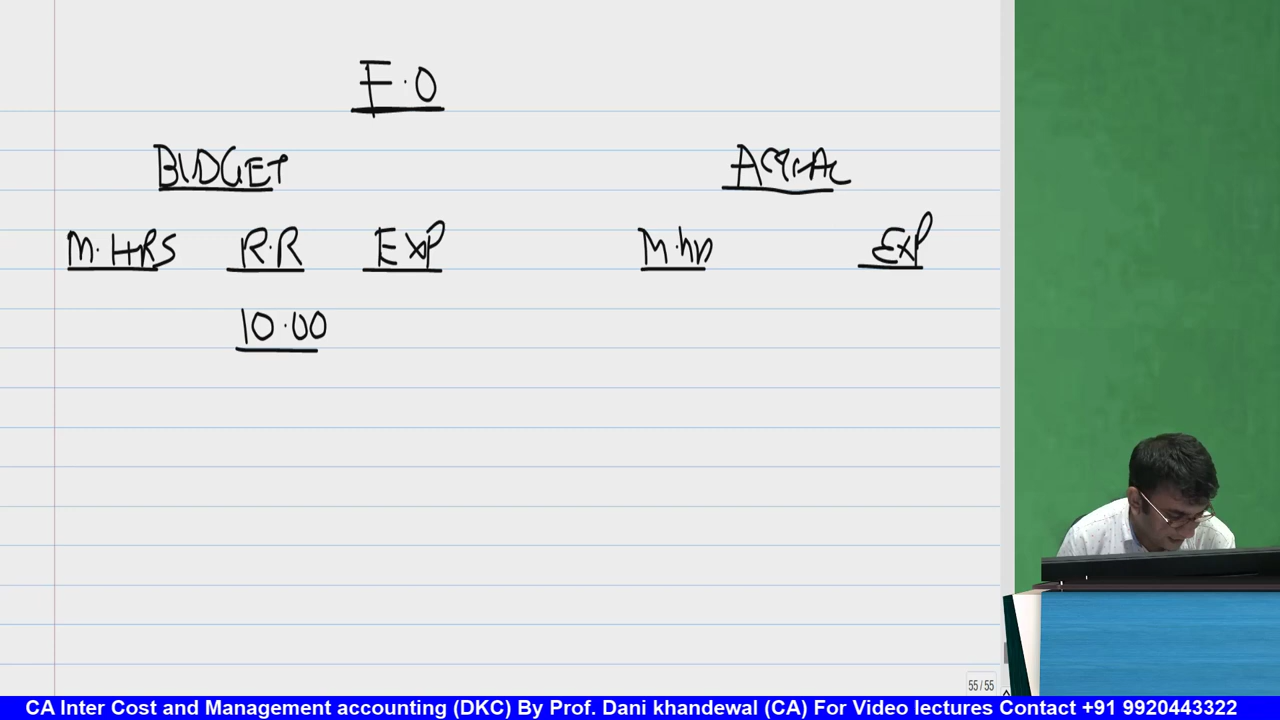 F.O
BUDGET ACTUAL
M.HRS R.R EXP M.hrs EXP
10.00
55 / 55
CA Inter Cost and Management accounting (DKC) By Prof. Dani khandewal (CA) For Video lectures Contact +91 9920443322